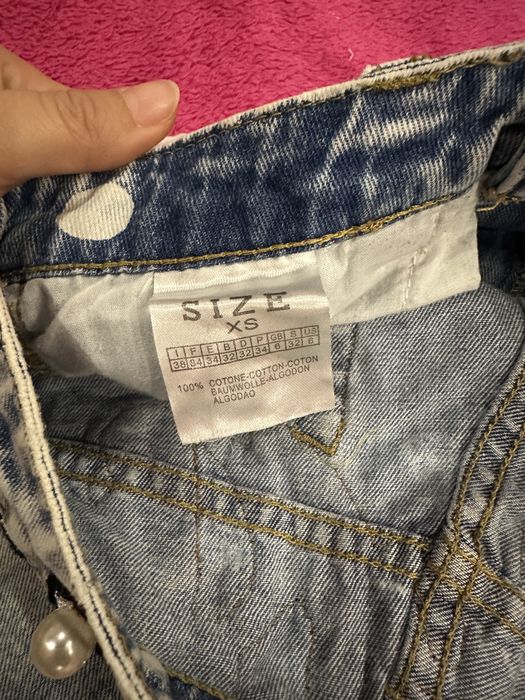 SIZE
XS
I F E B D P GB S US
38 34 34 32 32 34 6 32 6
100% COTONE-COTTON-COTON
BAUMWOLLE-ALGODON
ALGODAO